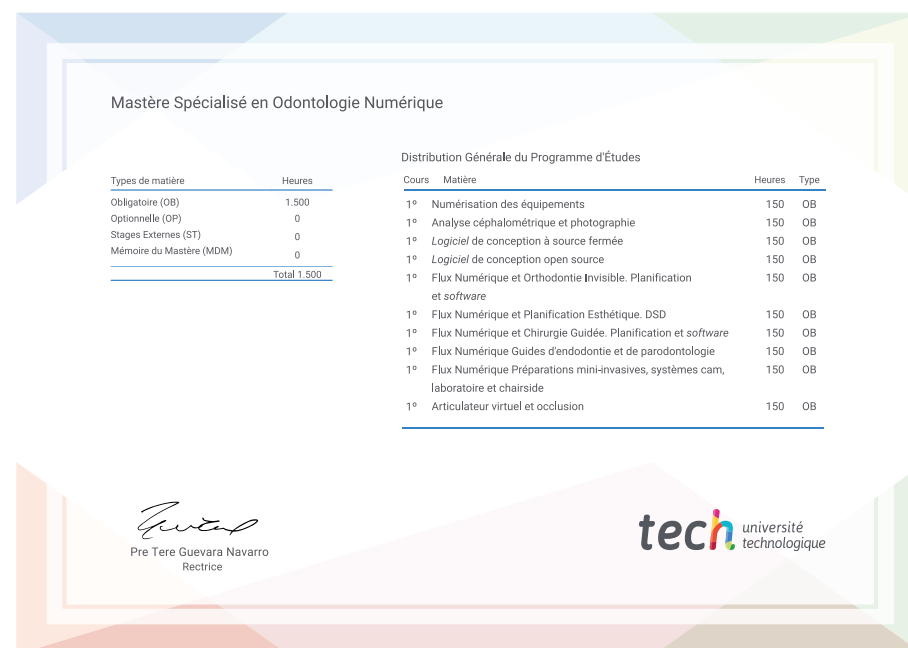 Mastère Spécialisé en Odontologie Numérique
Types de matière Heures
Obligatoire (OB) 1.500
Optionnelle (OP) 0
Stages Externes (ST) 0
Mémoire du Mastère (MDM) 0
Total 1.500
Distribution Générale du Programme d'Études
Cours Matière Heures Type
1º Numérisation des équipements 150 OB
1º Analyse céphalométrique et photographie 150 OB
1º Logiciel de conception à source fermée 150 OB
1º Logiciel de conception open source 150 OB
1º Flux Numérique et Orthodontie Invisible. Planification 150 OB
et software
1º Flux Numérique et Planification Esthétique. DSD 150 OB
1º Flux Numérique et Chirurgie Guidée. Planification et software 150 OB
1º Flux Numérique Guides d'endodontie et de parodontologie 150 OB
1º Flux Numérique Préparations mini-invasives, systèmes cam, 150 OB
laboratoire et chairside
1º Articulateur virtuel et occlusion 150 OB
Pre Tere Guevara Navarro
Rectrice
tech université
technologique